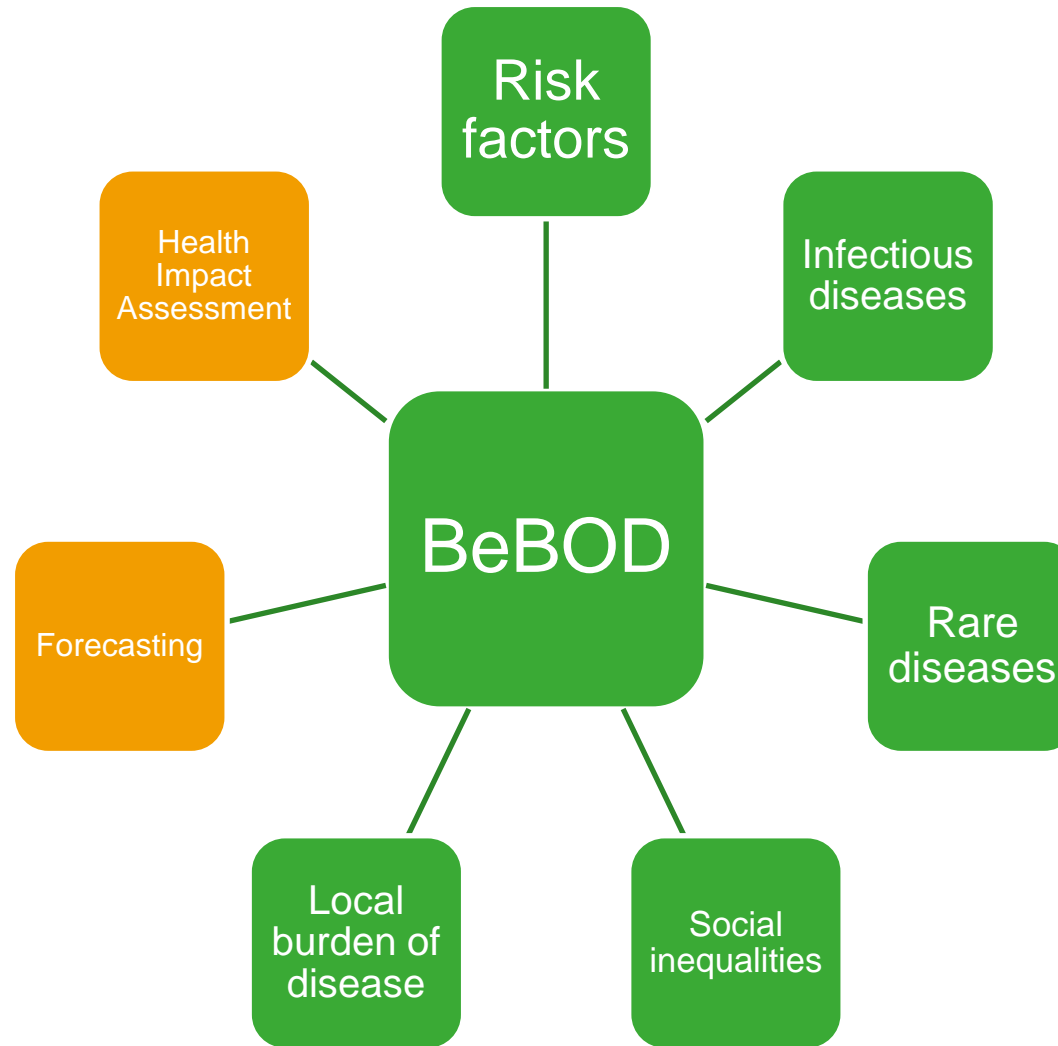 Risk
factors
Infectious
diseases
Rare
diseases
Social
inequalities
Local
burden of
disease
Forecasting
Health
Impact
Assessment
BeBOD